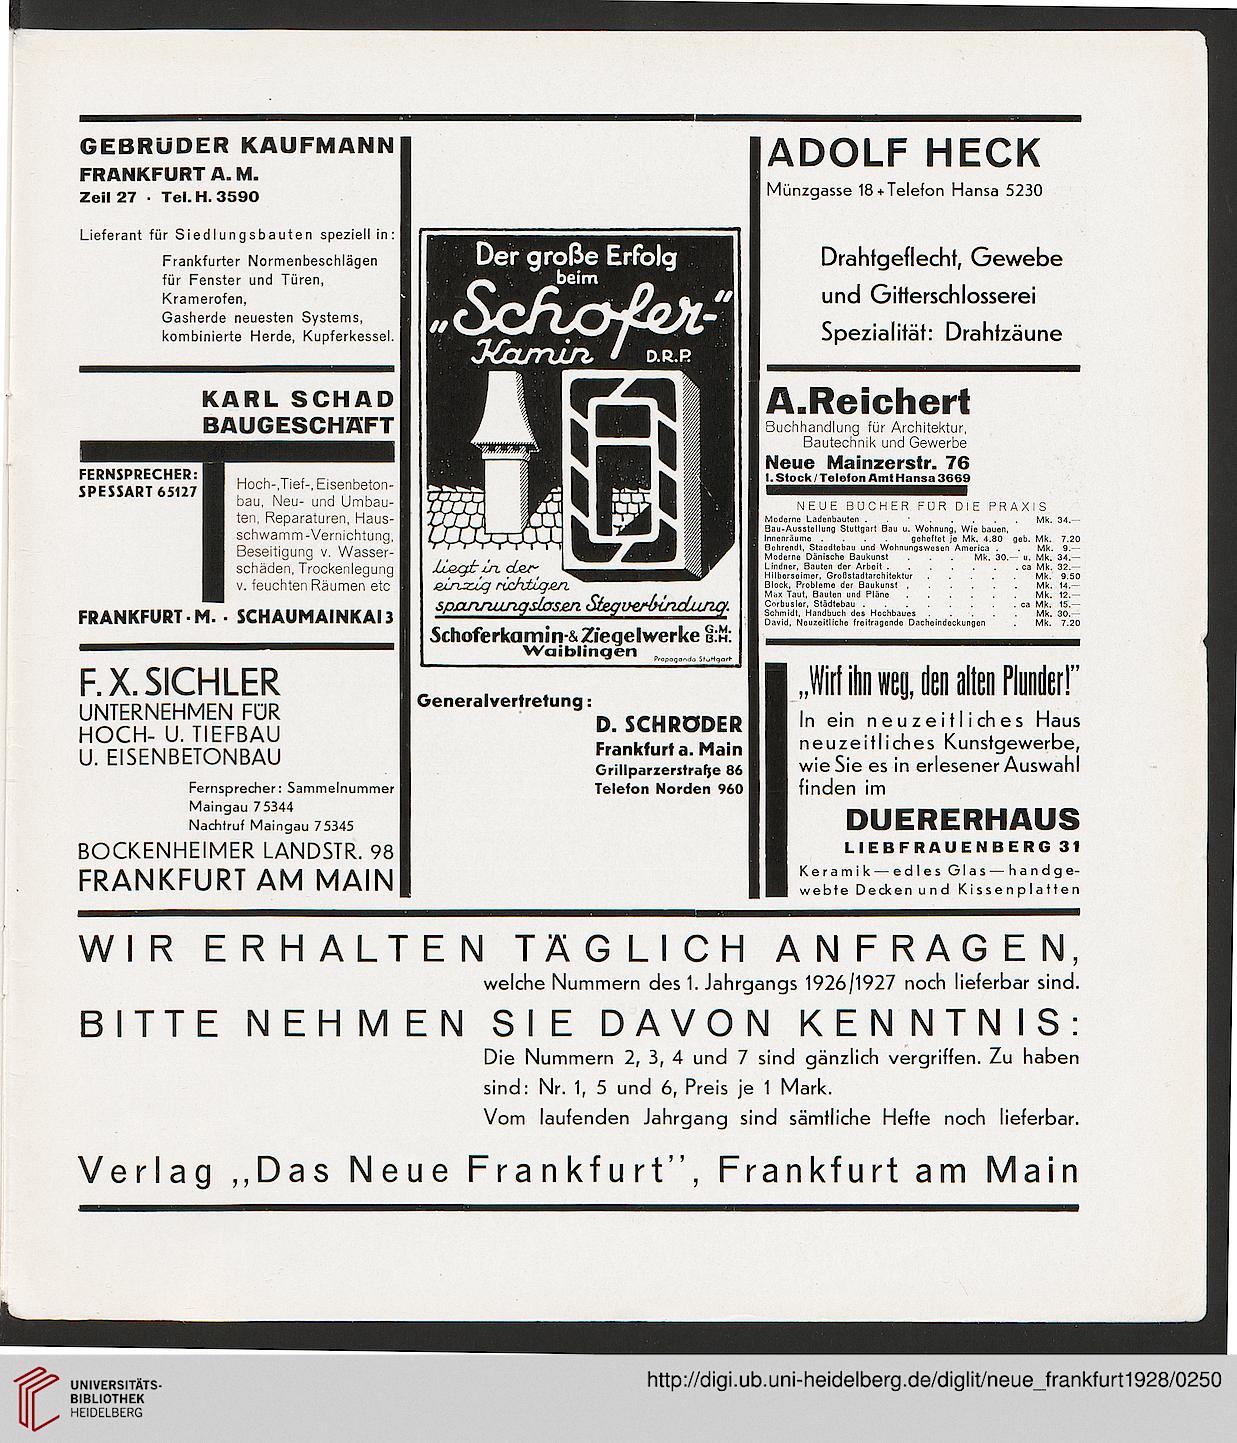 GEBRÜDER KAUFMANN
FRANKFURT A. M.
Zeil 27 · Tel. H. 3590
Lieferant für Siedlungsbauten speziell in:
Frankfurter Normenbeschlägen
für Fenster und Türen,
Kramerofen,
Gasherde neuesten Systems,
kombinierte Herde, Kupferkessel.
KARL SCHAD
BAUGESCHÄFT
FERNSPRECHER:
SPESSART 65127
Hoch-,Tief-, Eisenbeton-
bau, Neu- und Umbau-
ten, Reparaturen, Haus-
schwamm-Vernichtung,
Beseitigung v. Wasser-
schäden, Trockenlegung
v. feuchten Räumen etc
FRANKFURT - M. · SCHAUMAINKAI 3
F. X. SICHLER
UNTERNEHMEN FÜR
HOCH- U. TIEFBAU
U. EISENBETONBAU
Fernsprecher: Sammelnummer
Maingau 75344
Nachtruf Maingau 75345
BOCKENHEIMER LANDSTR. 98
FRANKFURT AM MAIN
Der große Erfolg
beim
„Schofer-“
Kamin D.R.P.
liegt in der
einzig richtigen
spannungslosen Stegverbindung.
Schoferkamin- & Ziegelwerke G.M.B.H.
Waiblingen
Propaganda Stuttgart
Generalvertretung:
D. SCHRÖDER
Frankfurt a. Main
Grillparzerstraße 86
Telefon Norden 960
ADOLF HECK
Münzgasse 18 + Telefon Hansa 5230
Drahtgeflecht, Gewebe
und Gitterschlosserei
Spezialität: Drahtzäune
A. Reichert
Buchhandlung für Architektur,
Bautechnik und Gewerbe
Neue Mainzerstr. 76
I. Stock / Telefon Amt Hansa 3669
NEUE BÜCHER FÜR DIE PRAXIS
Moderne Ladenbauten . . . . . . . . Mk. 34.—
Bau-Ausstellung Stuttgart Bau u. Wohnung, Wie bauen,
Innenräume . . . . geheftet je Mk. 4.80 geb. Mk. 7.20
Behrendt, Staedtebau und Wohnungswesen America . . Mk. 9.—
Moderne Dänische Baukunst . . . Mk. 30.— u. Mk. 34.—
Lindner, Bauten der Arbeit . . . . . . ca Mk. 32.—
Hilberseimer, Großstadtarchitektur . . . . . Mk. 9.50
Block, Probleme der Baukunst . . . . . . Mk. 14.—
Max Taut, Bauten und Pläne . . . . . . Mk. 12.—
Corbusier, Städtebau . . . . . . . ca Mk. 15.—
Schmidt, Handbuch des Hochbaues . . . . . Mk. 30.—
David, Neuzeitliche freitragende Dacheindeckungen . . Mk. 7.20
„Wirf ihn weg, den alten Plunder!”
In ein neuzeitliches Haus
neuzeitliches Kunstgewerbe,
wie Sie es in erlesener Auswahl
finden im
DUERERHAUS
LIEBFRAUENBERG 31
Keramik — edles Glas — handge-
webte Decken und Kissenplatten
WIR ERHALTEN TÄGLICH ANFRAGEN,
welche Nummern des 1. Jahrgangs 1926/1927 noch lieferbar sind.
BITTE NEHMEN SIE DAVON KENNTNIS:
Die Nummern 2, 3, 4 und 7 sind gänzlich vergriffen. Zu haben
sind: Nr. 1, 5 und 6, Preis je 1 Mark.
Vom laufenden Jahrgang sind sämtliche Hefte noch lieferbar.
Verlag „Das Neue Frankfurt”, Frankfurt am Main
UNIVERSITÄTS-
BIBLIOTHEK
HEIDELBERG
http://digi.ub.uni-heidelberg.de/diglit/neue_frankfurt1928/0250